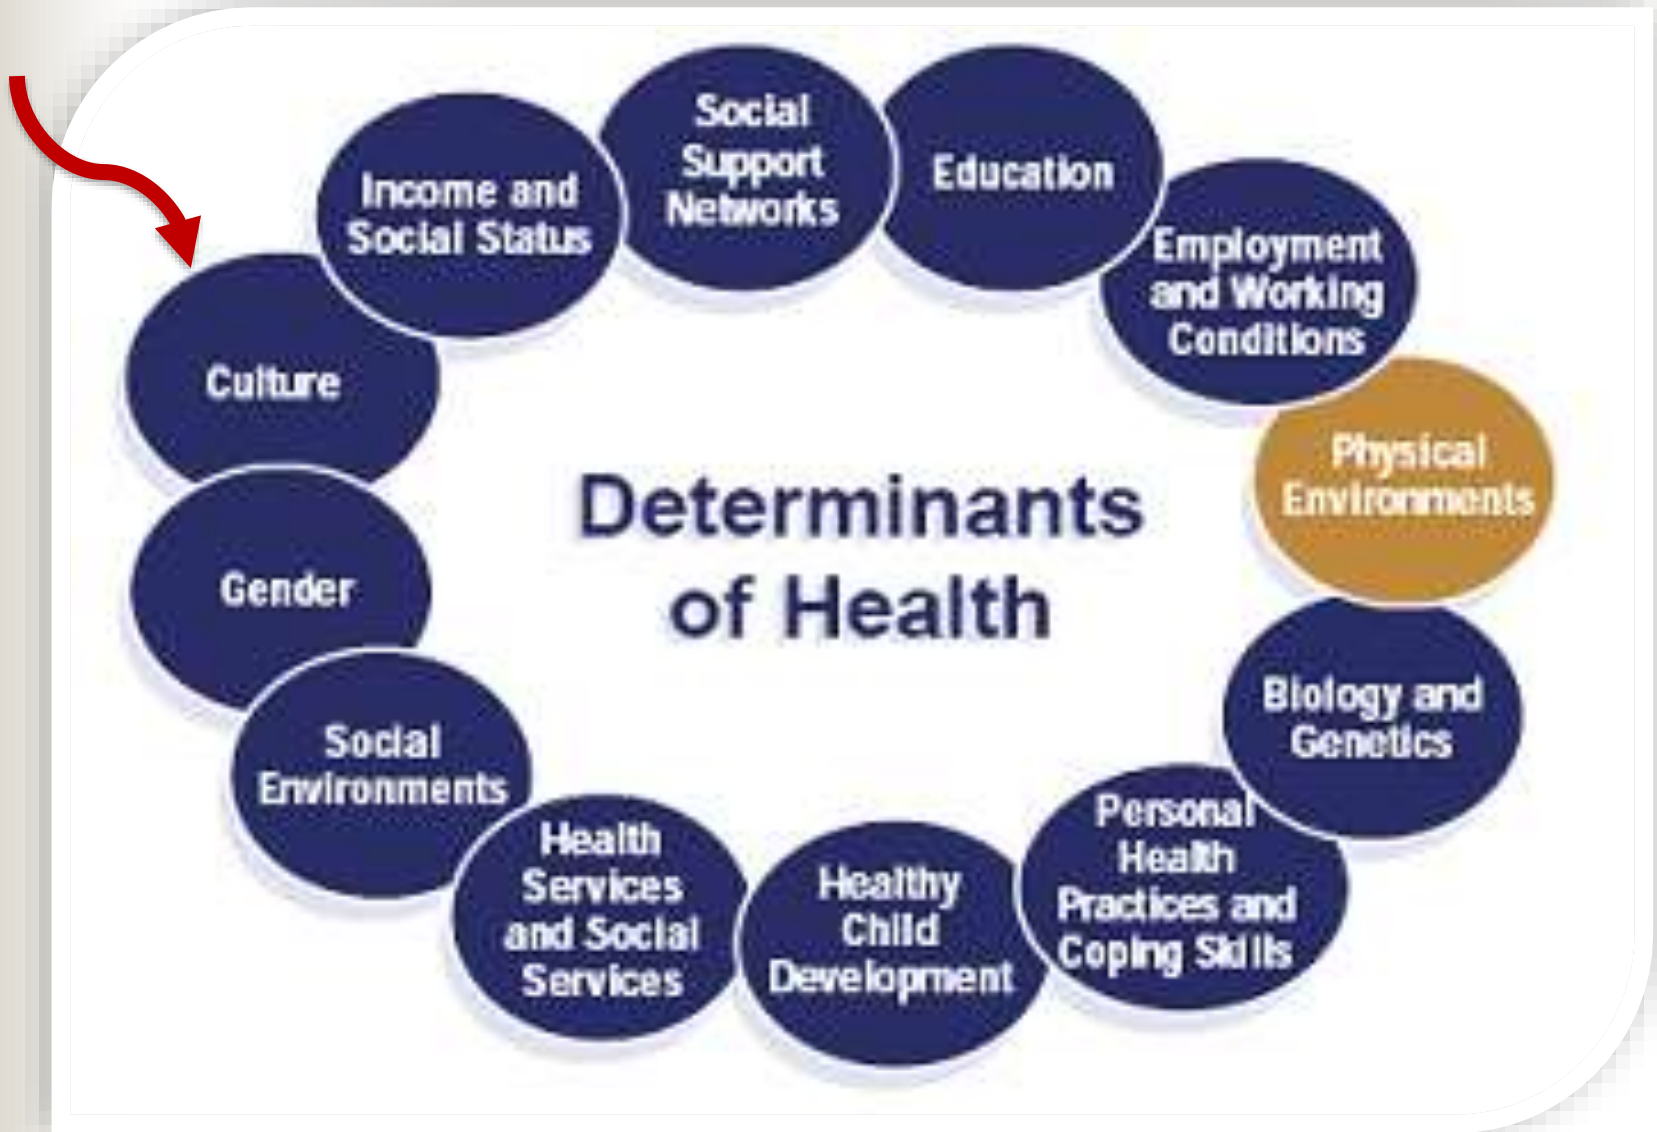 Determinants
of Health
Income and
Social Status
Social
Support
Networks
Education
Employment
and Working
Conditions
Physical
Environments
Biology and
Genetics
Personal
Health
Practices and
Coping Skills
Healthy
Child
Development
Health
Services
and Social
Services
Social
Environments
Gender
Culture